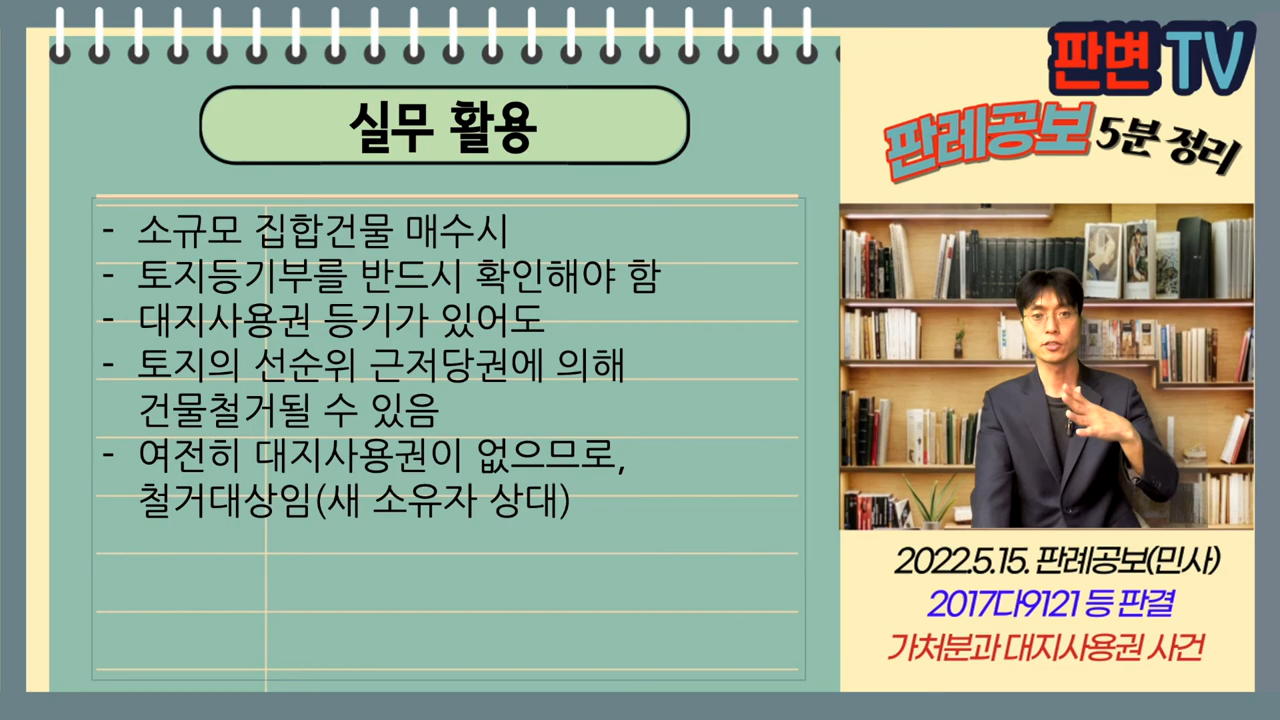 판변 TV
판례공보 5분 정리
실무 활용
- 소규모 집합건물 매수시
- 토지등기부를 반드시 확인해야 함
- 대지사용권 등기가 있어도
- 토지의 선순위 근저당권에 의해
건물철거될 수 있음
- 여전히 대지사용권이 없으므로,
철거대상임(새 소유자 상대)
2022.5.15. 판례공보(민사)
2017다9121 등 판결
가처분과 대지사용권 사건